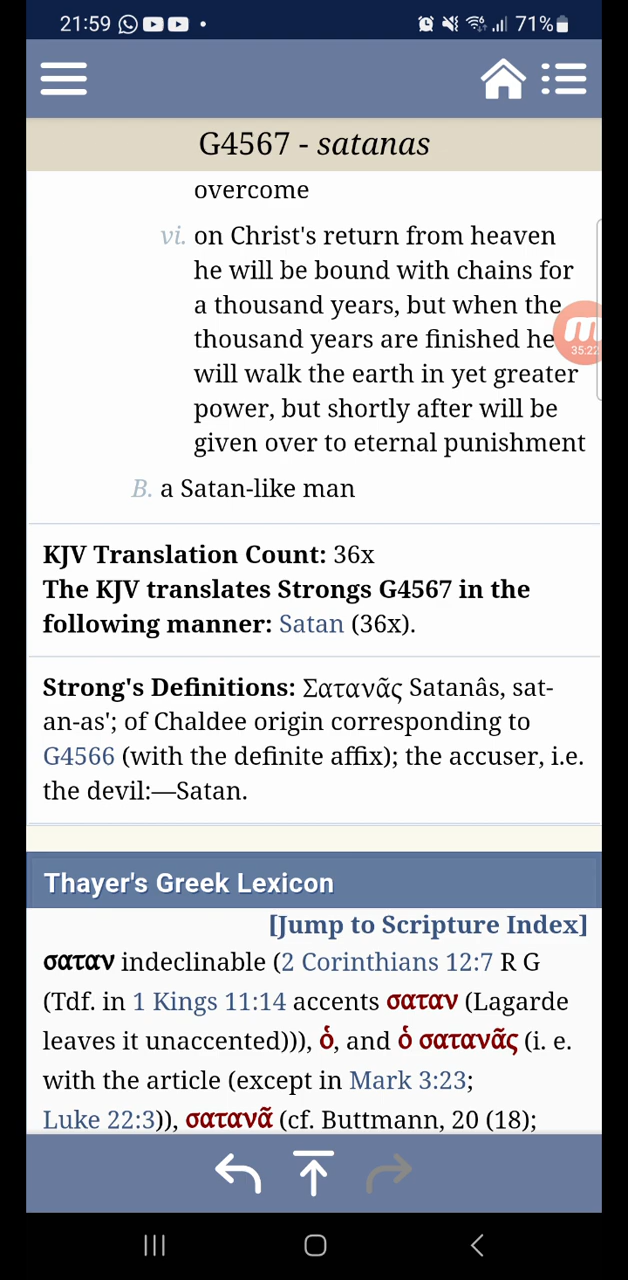 21:59 71%
G4567 - satanas
overcome
vi. on Christ's return from heaven
he will be bound with chains for
a thousand years, but when the
thousand years are finished he
35:22
will walk the earth in yet greater
power, but shortly after will be
given over to eternal punishment
B. a Satan-like man
KJV Translation Count: 36x
The KJV translates Strongs G4567 in the
following manner: Satan (36x).
Strong's Definitions: Σατανᾶς Satanâs, sat-
an-as'; of Chaldee origin corresponding to
G4566 (with the definite affix); the accuser, i.e.
the devil:—Satan.
Thayer's Greek Lexicon
[Jump to Scripture Index]
σαταν indeclinable (2 Corinthians 12:7 R G
(Tdf. in 1 Kings 11:14 accents σαταν (Lagarde
leaves it unaccented))), ὁ, and ὁ σατανᾶς (i. e.
with the article (except in Mark 3:23;
Luke 22:3)), σατανᾶ (cf. Buttmann, 20 (18);